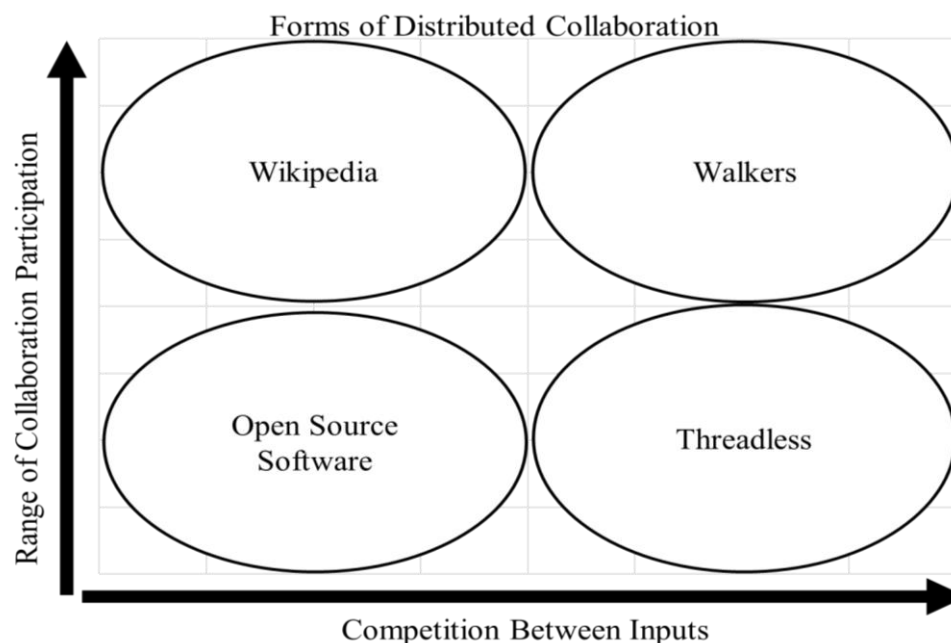 Forms of Distributed Collaboration
Range of Collaboration Participation
Wikipedia
Walkers
Open Source
Software
Threadless
Competition Between Inputs